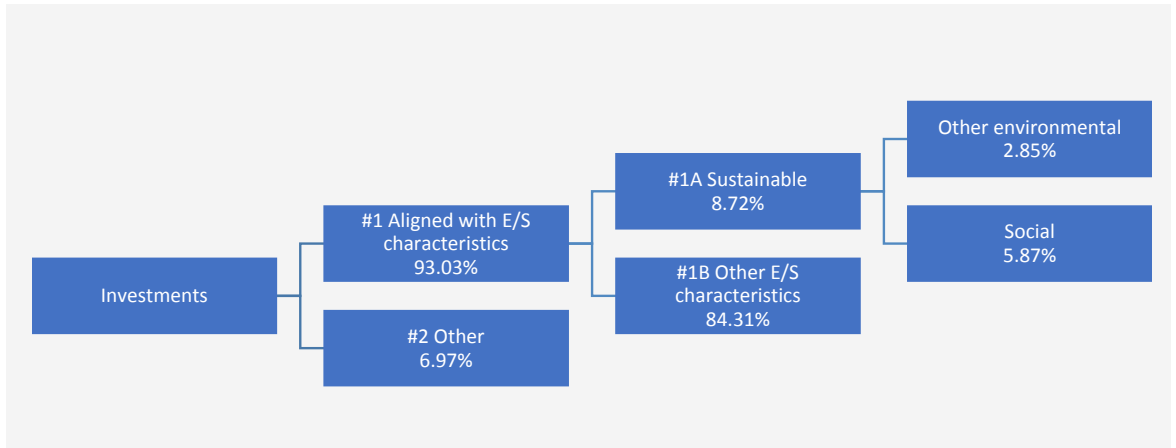 Investments
#1 Aligned with E/S
characteristics
93.03%
#2 Other
6.97%
#1A Sustainable
8.72%
#1B Other E/S
characteristics
84.31%
Other environmental
2.85%
Social
5.87%